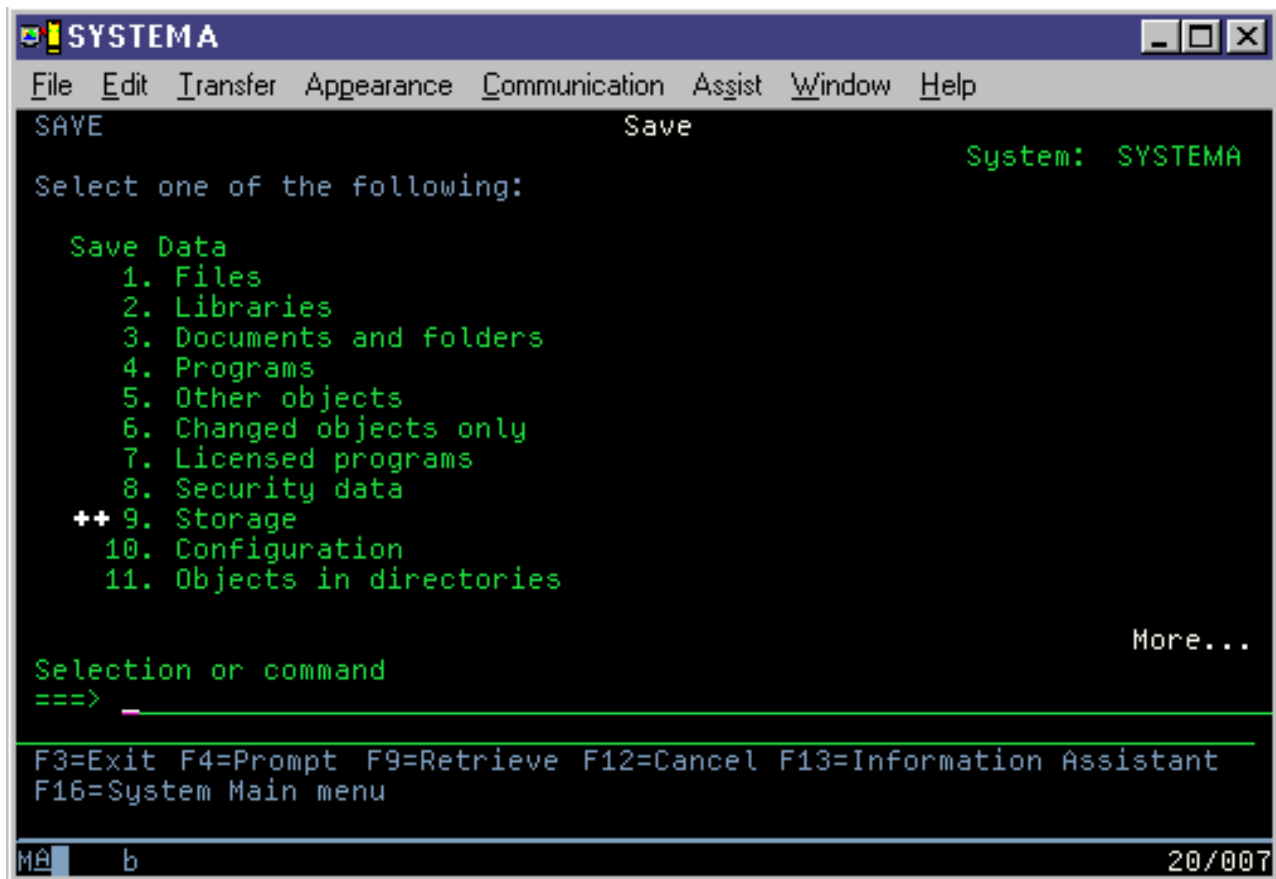 SYSTEMA
File Edit Transfer Appearance Communication Assist Window Help
SAVE Save
System: SYSTEMA
Select one of the following:
Save Data
1. Files
2. Libraries
3. Documents and folders
4. Programs
5. Other objects
6. Changed objects only
7. Licensed programs
8. Security data
++ 9. Storage
10. Configuration
11. Objects in directories
More...
Selection or command
===> _
F3=Exit F4=Prompt F9=Retrieve F12=Cancel F13=Information Assistant
F16=System Main menu
MA b 20/007